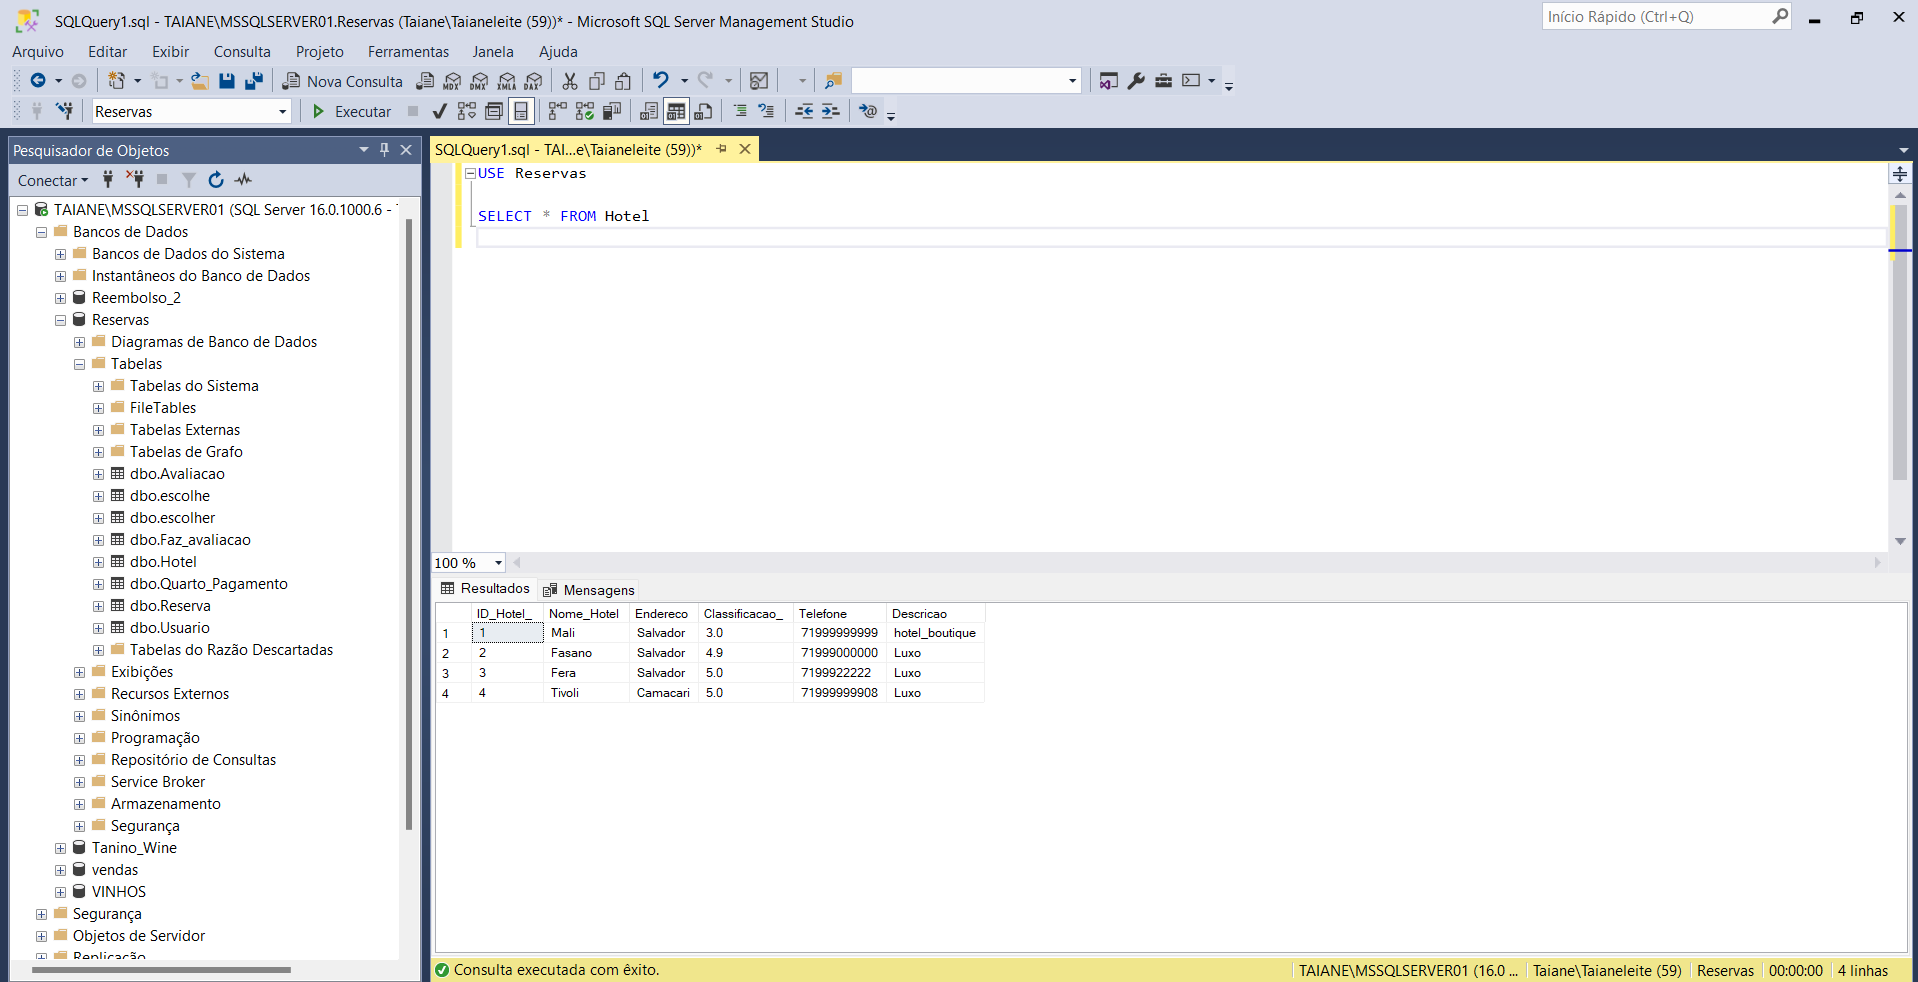 SQLQuery1.sql - TAIANE\MSSQLSERVER01.Reservas (Taiane\Taianeleite (59))* - Microsoft SQL Server Management Studio
Início Rápido (Ctrl+Q)
Arquivo Editar Exibir Consulta Projeto Ferramentas Janela Ajuda
Nova Consulta MDX DMX XMLA DAX
Reservas Executar
Pesquisador de Objetos
SQLQuery1.sql - TAI...e\Taianeleite (59))*
Conectar
TAIANE\MSSQLSERVER01 (SQL Server 16.0.1000.6 -
Bancos de Dados
Bancos de Dados do Sistema
Instantâneos do Banco de Dados
Reembolso_2
Reservas
Diagramas de Banco de Dados
Tabelas
Tabelas do Sistema
FileTables
Tabelas Externas
Tabelas de Grafo
dbo.Avaliacao
dbo.escolhe
dbo.escolher
dbo.Faz_avaliacao
dbo.Hotel
dbo.Quarto_Pagamento
dbo.Reserva
dbo.Usuario
Tabelas do Razão Descartadas
Exibições
Recursos Externos
Sinônimos
Programação
Repositório de Consultas
Service Broker
Armazenamento
Segurança
Tanino_Wine
vendas
VINHOS
Segurança
Objetos de Servidor
Replicação
USE Reservas
SELECT * FROM Hotel
100 %
Resultados Mensagens
ID_Hotel_ Nome_Hotel Endereco Classificacao_ Telefone Descricao
1 1 Mali Salvador 3.0 71999999999 hotel_boutique
2 2 Fasano Salvador 4.9 71999000000 Luxo
3 3 Fera Salvador 5.0 7199922222 Luxo
4 4 Tivoli Camacari 5.0 71999999908 Luxo
Consulta executada com êxito.
TAIANE\MSSQLSERVER01 (16.0 ... Taiane\Taianeleite (59) Reservas 00:00:00 4 linhas